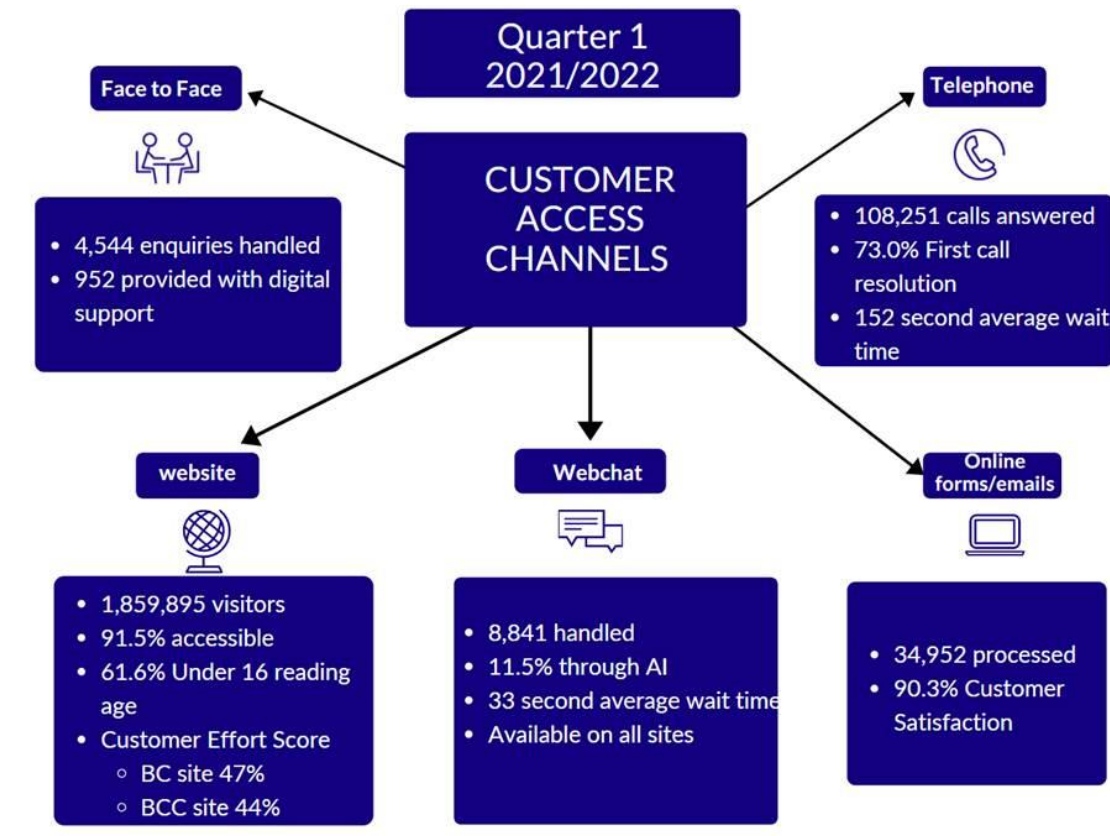 Quarter 1
2021/2022
Face to Face
Telephone
CUSTOMER
ACCESS
CHANNELS
• 4,544 enquiries handled
• 952 provided with digital
support
• 108,251 calls answered
• 73.0% First call
resolution
• 152 second average wait
time
website
Webchat
Online
forms/emails
• 1,859,895 visitors
• 91.5% accessible
• 61.6% Under 16 reading
age
• Customer Effort Score
◦ BC site 47%
◦ BCC site 44%
• 8,841 handled
• 11.5% through AI
• 33 second average wait time
• Available on all sites
• 34,952 processed
• 90.3% Customer
Satisfaction